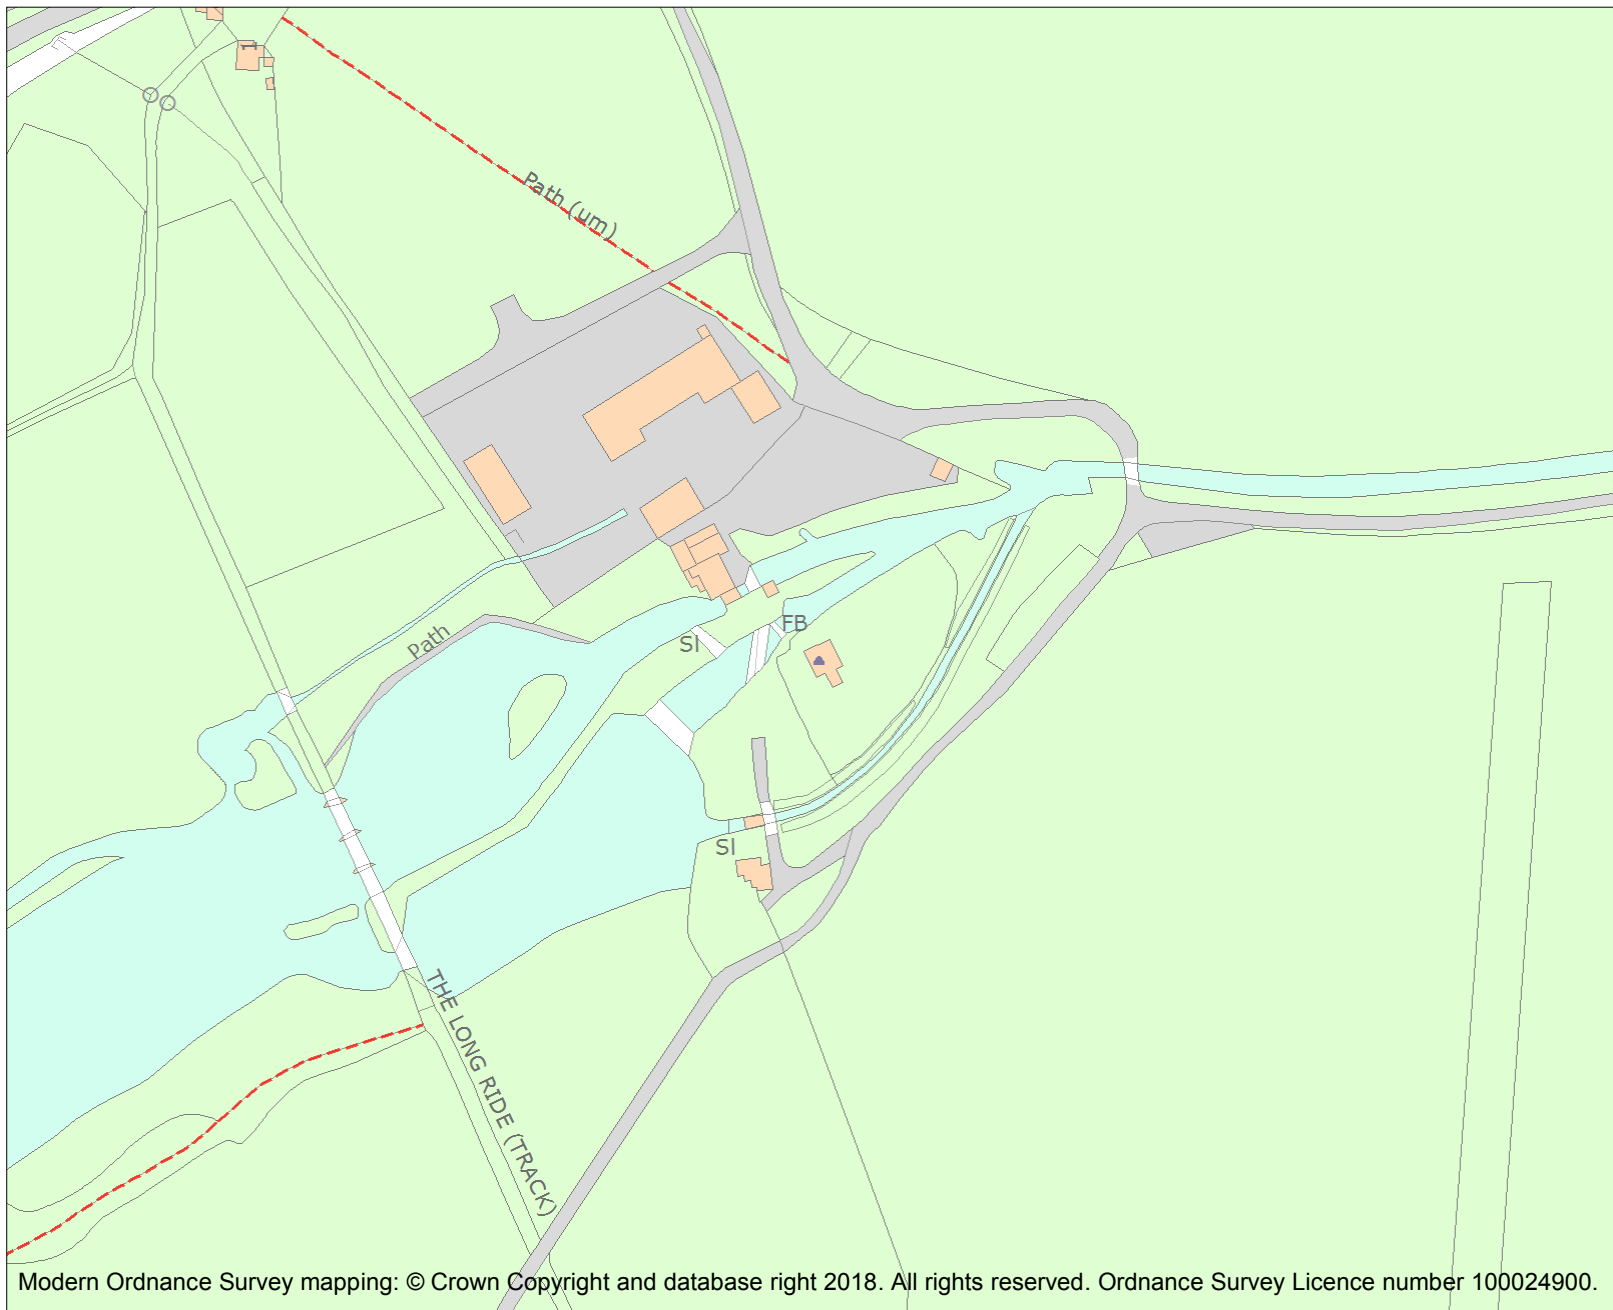 1
Path (um)
Path
FB
Sl
Sl
THE LONG RIDE (TRACK)
Modern Ordnance Survey mapping: © Crown Copyright and database right 2018. All rights reserved. Ordnance Survey Licence number 100024900.